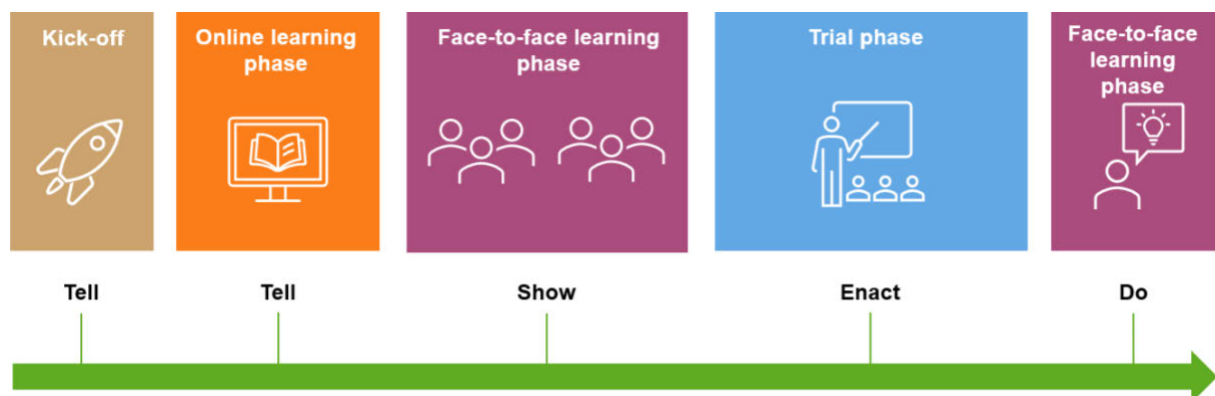 Kick-off
Online learning
phase
Face-to-face learning
phase
Trial phase
Face-to-face
learning
phase
Tell
Tell
Show
Enact
Do